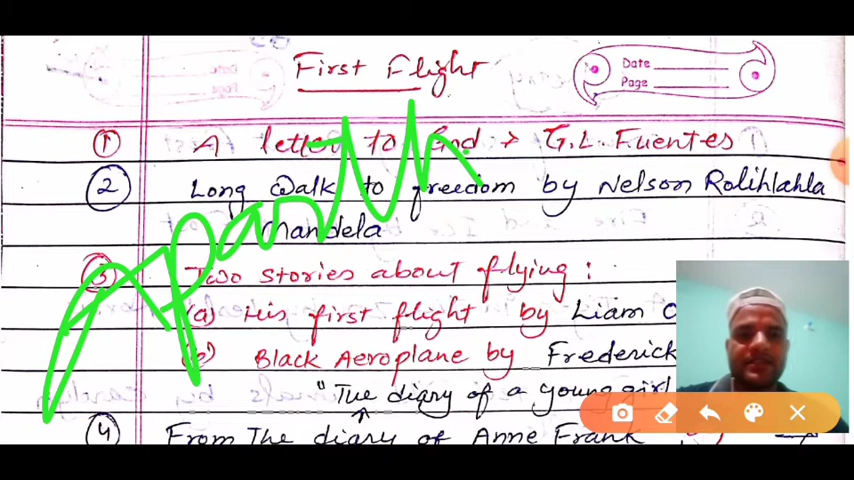 First Flight
Date
Page
① A letter to God → G.L. Fuentes
② Long walk to freedom by Nelson Rolihlahla
Mandela
③ Two stories about flying :
(a) His first flight by Liam O
(b) Black Aeroplane by Frederick
"The diary of a young girl
④ From The diary of Anne Frank